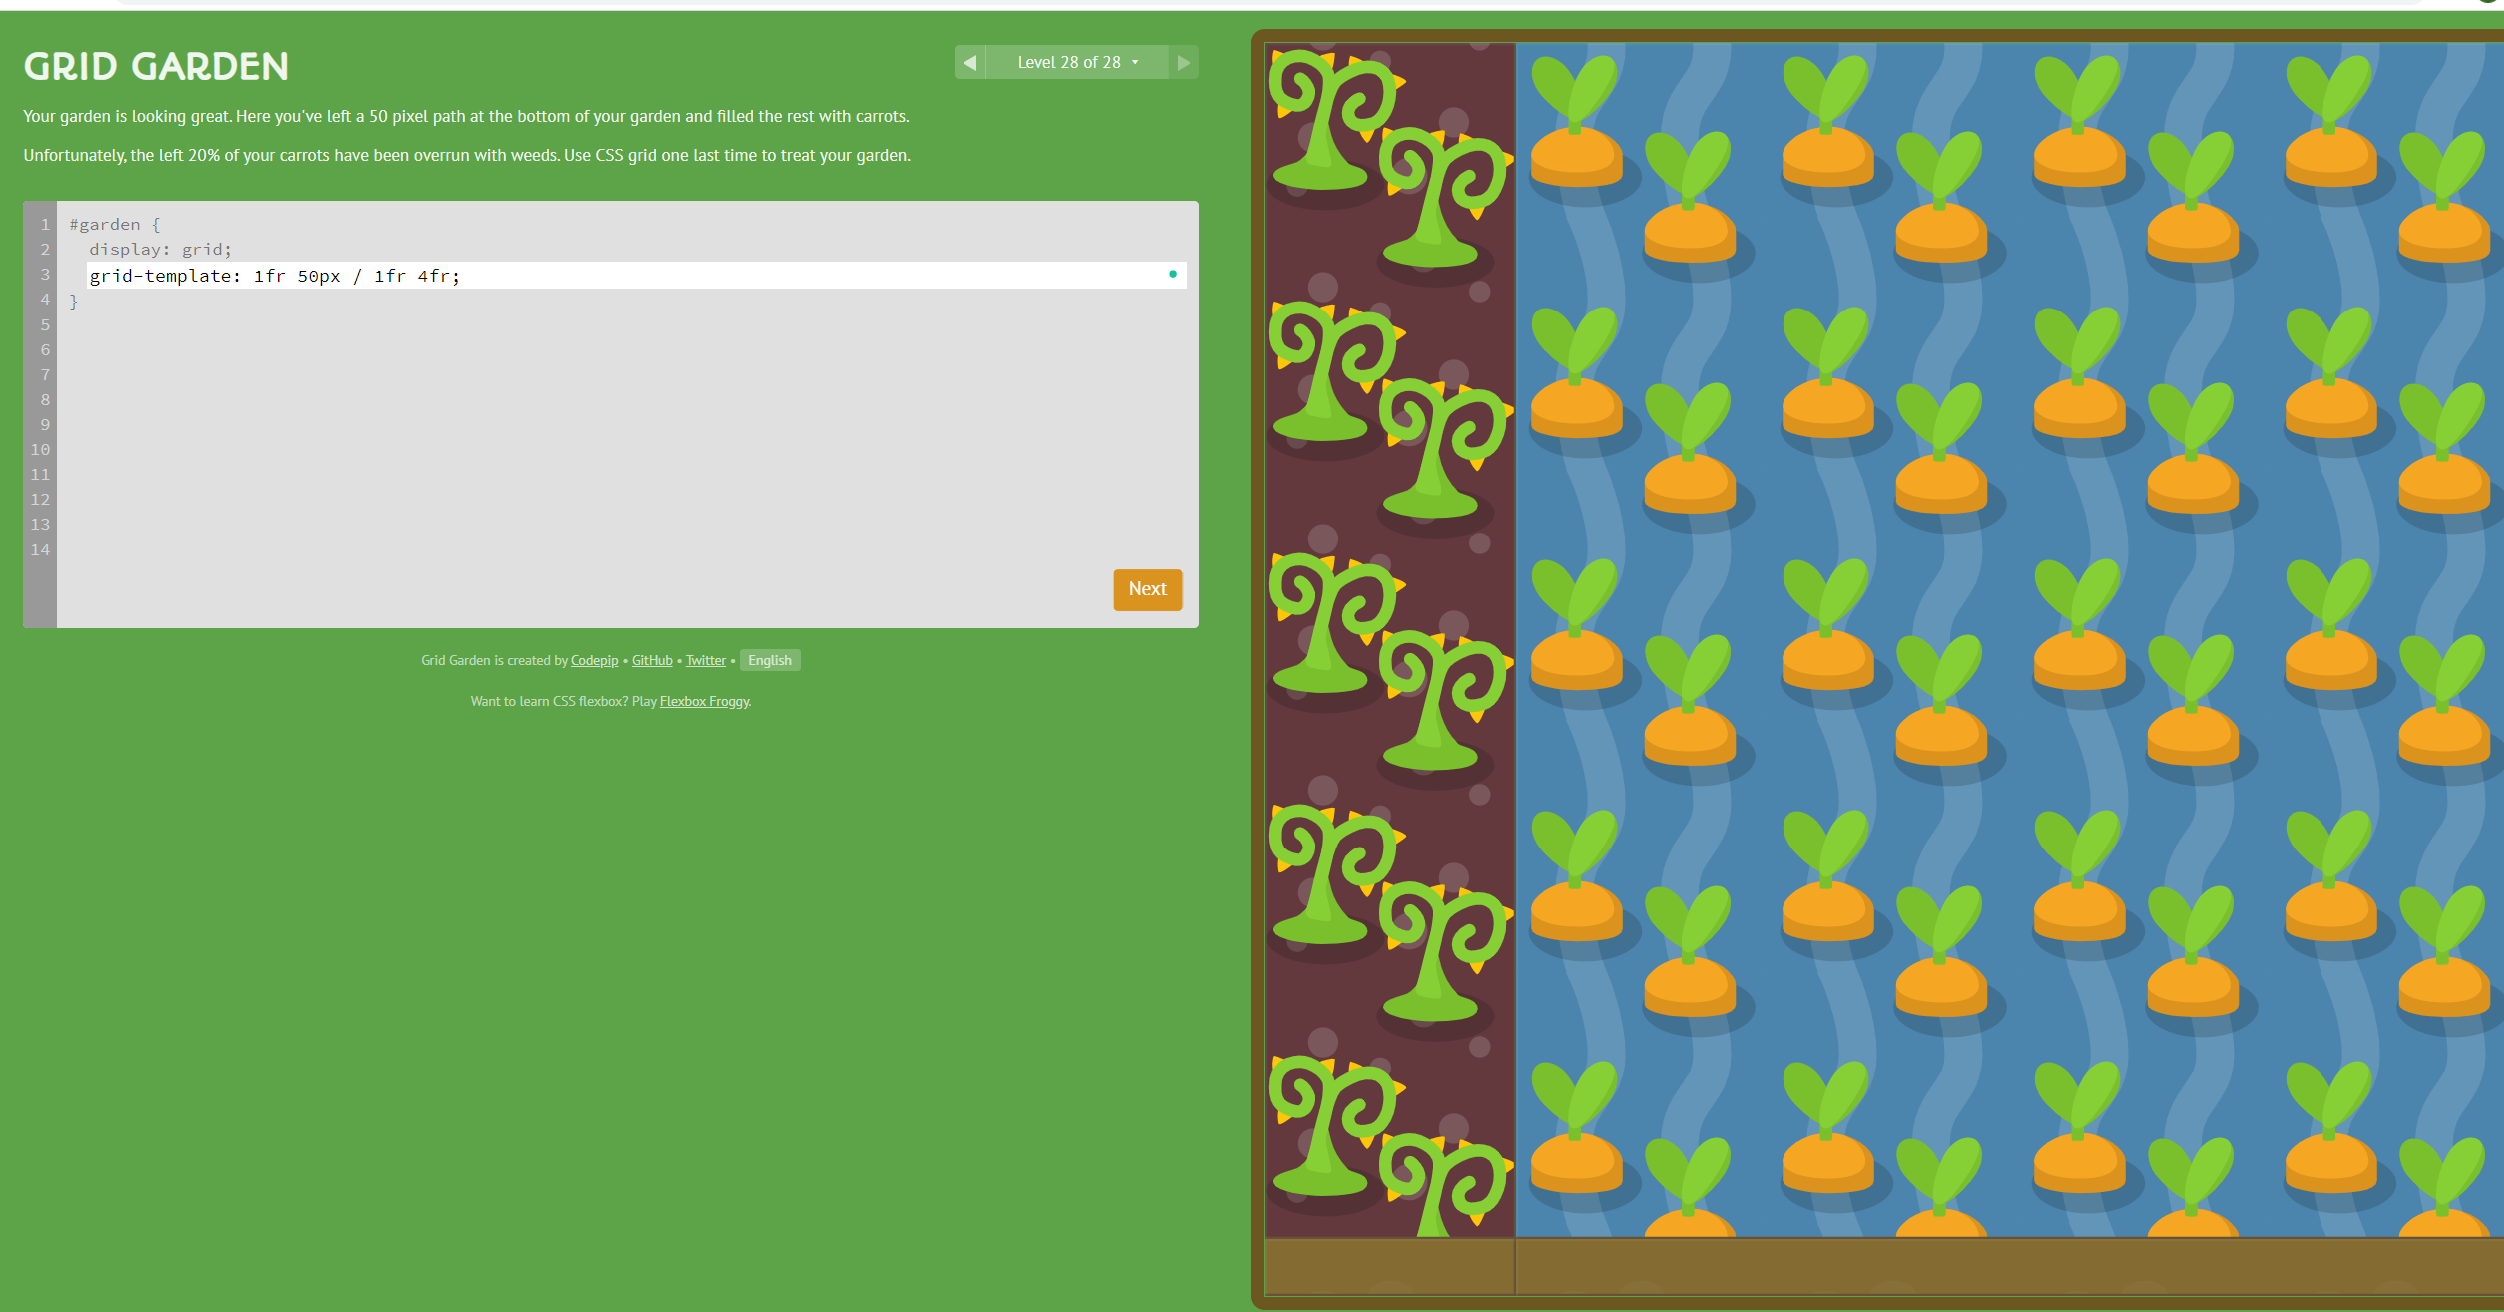 GRID GARDEN
◀ Level 28 of 28 ▾ ▶
Your garden is looking great. Here you've left a 50 pixel path at the bottom of your garden and filled the rest with carrots.
Unfortunately, the left 20% of your carrots have been overrun with weeds. Use CSS grid one last time to treat your garden.
1 #garden {
2 display: grid;
3 grid-template: 1fr 50px / 1fr 4fr;
4 }
5
6
7
8
9
10
11
12
13
14
Next
Grid Garden is created by Codepip • GitHub • Twitter • English
Want to learn CSS flexbox? Play Flexbox Froggy.